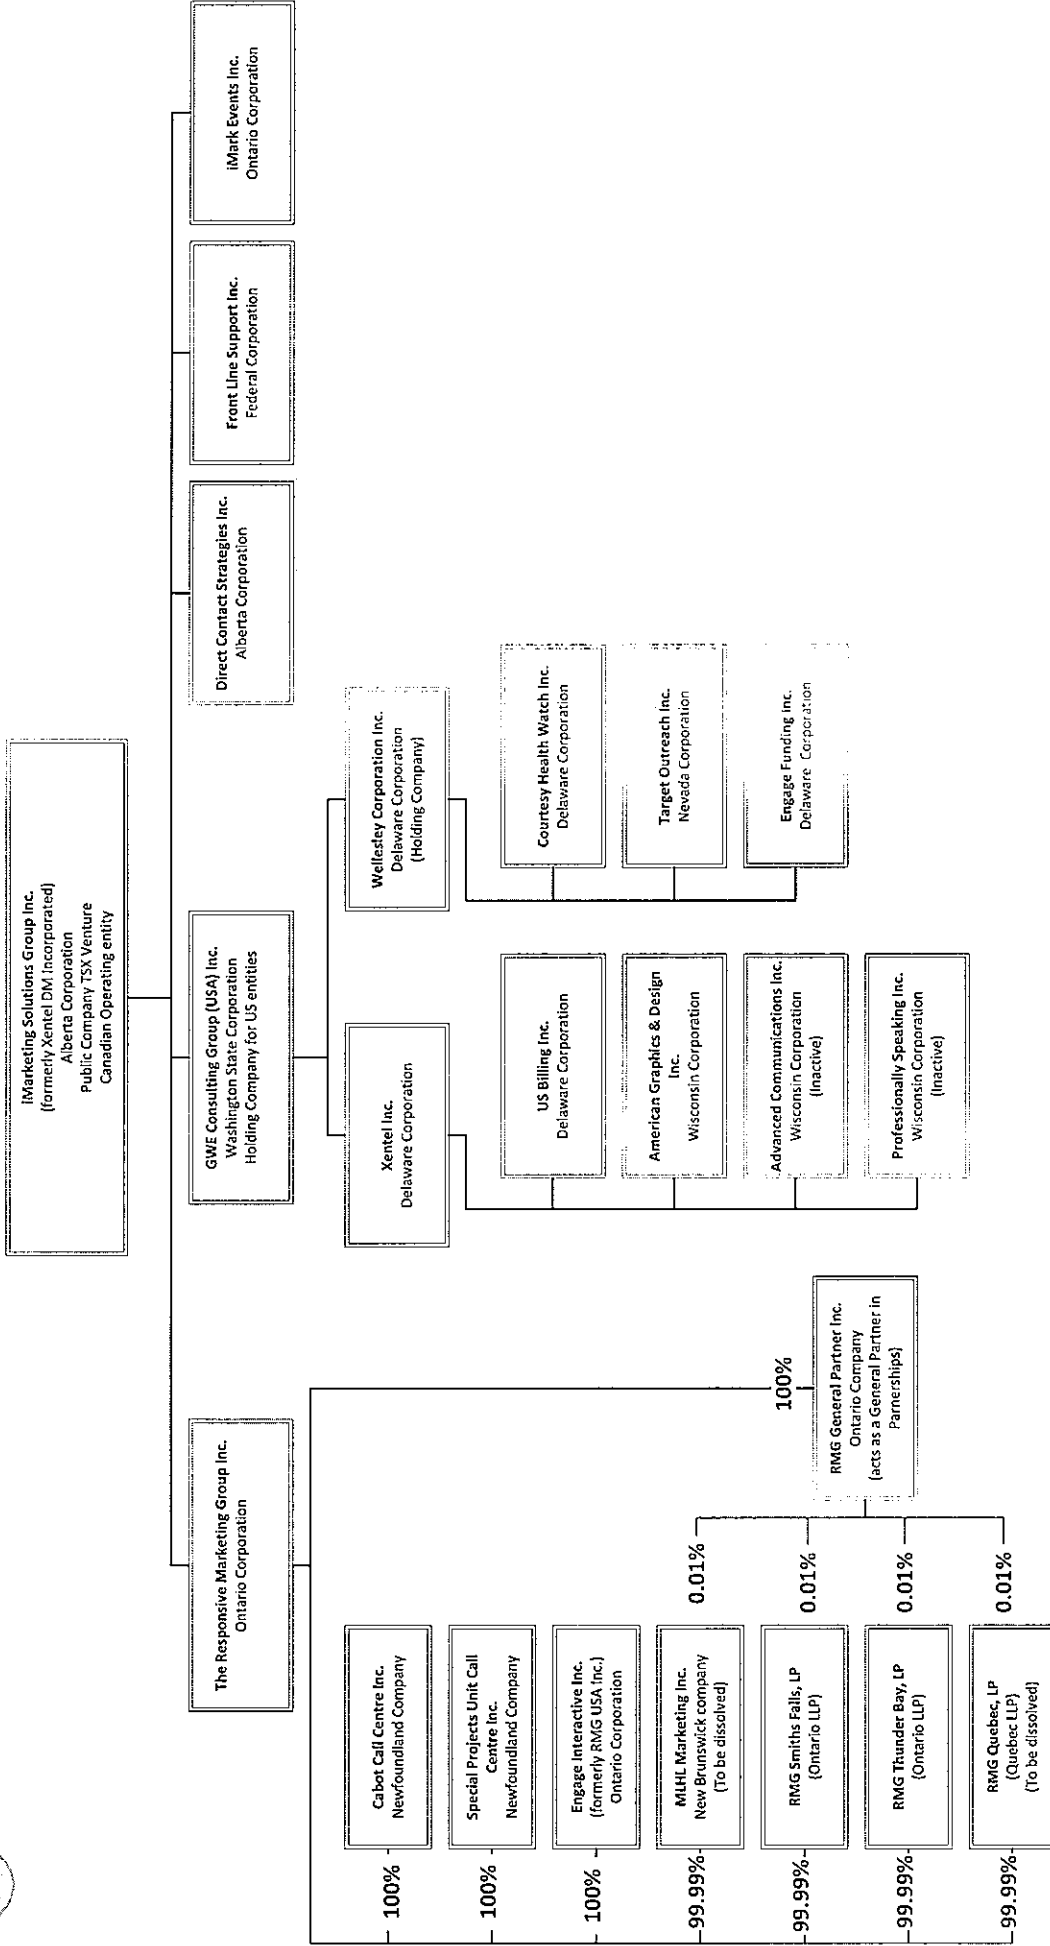 iMarketing Solutions Group Inc.
(formerly Xentel DM Incorporated)
Alberta Corporation
Public Company TSX Venture
Canadian Operating entity
The Responsive Marketing Group Inc.
Ontario Corporation
GWE Consulting Group (USA) Inc.
Washington State Corporation
Holding Company for US entities
Direct Contact Strategies Inc.
Alberta Corporation
Front Line Support Inc.
Federal Corporation
iMark Events Inc.
Ontario Corporation
100%
Cabot Call Centre Inc.
Newfoundland Company
100%
Special Projects Unit Call
Centre Inc.
Newfoundland Company
100%
Engage Interactive Inc.
(formerly RMG USA Inc.)
Ontario Corporation
99.99%
MLHL Marketing Inc.
New Brunswick company
(To be dissolved)
0.01%
99.99%
RMG Smiths Falls, LP
(Ontario LLP)
0.01%
99.99%
RMG Thunder Bay, LP
(Ontario LLP)
0.01%
99.99%
RMG Quebec, LP
(Quebec LLP)
(To be dissolved)
0.01%
100%
RMG General Partner Inc.
Ontario Company
(acts as a General Partner in
Parnerships)
Xentel Inc.
Delaware Corporation
US Billing Inc.
Delaware Corporation
American Graphics & Design
Inc.
Wisconsin Corporation
Advanced Communications Inc.
Wisconsin Corporation
(Inactive)
Professionally Speaking Inc.
Wisconsin Corporation
(Inactive)
Wellesley Corporation Inc.
Delaware Corporation
(Holding Company)
Courtesy Health Watch Inc.
Delaware Corporation
Target Outreach Inc.
Nevada Corporation
Engage Funding Inc.
Delaware Corporation